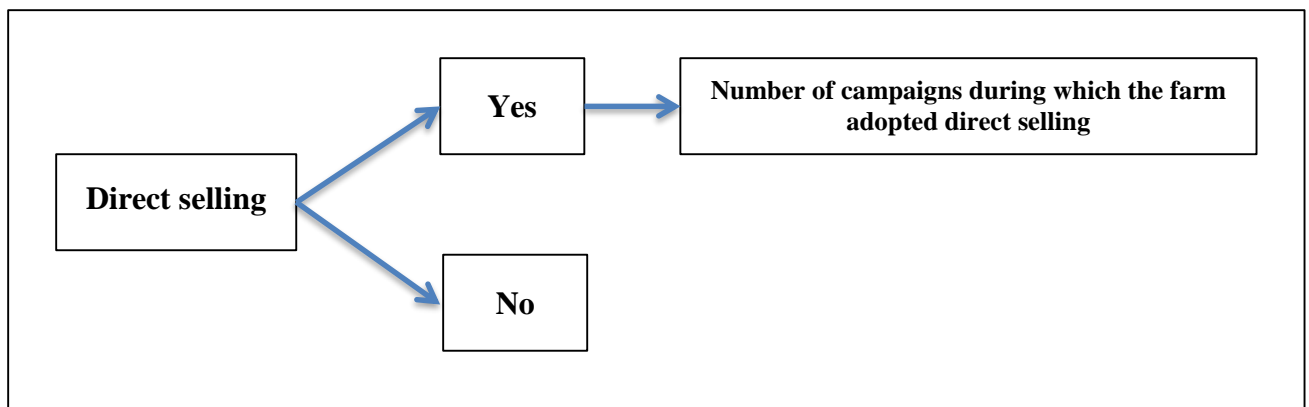 Yes
Number of campaigns during which the farm
adopted direct selling
Direct selling
No